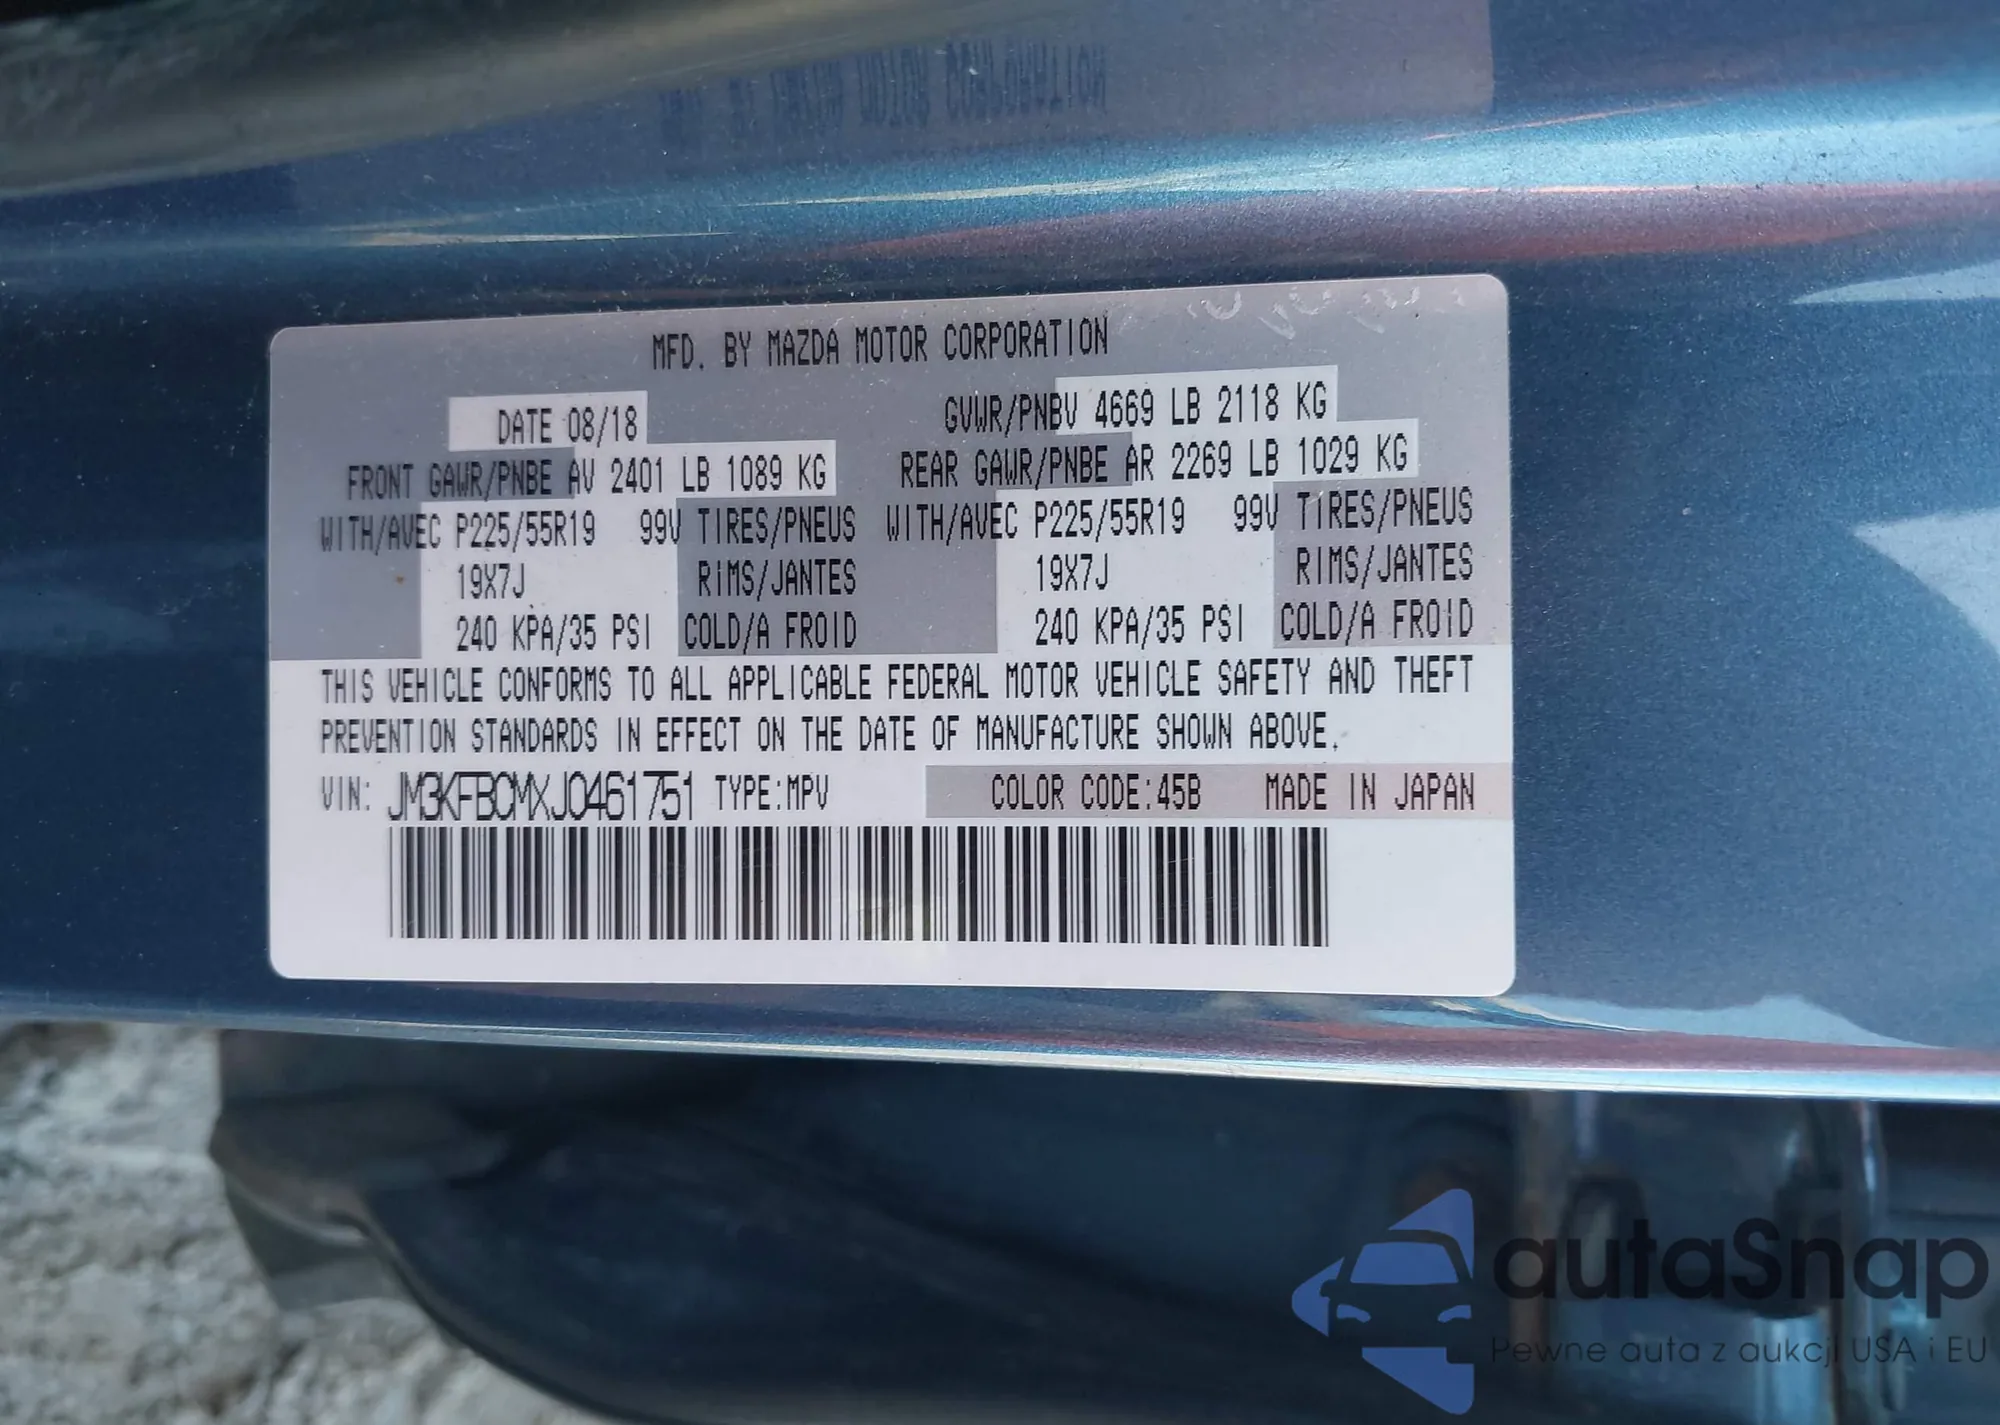 MFD. BY MAZDA MOTOR CORPORATION
DATE 08/18 GVWR/PNBV 4669 LB 2118 KG
FRONT GAWR/PNBE AV 2401 LB 1089 KG REAR GAWR/PNBE AR 2269 LB 1029 KG
WITH/AVEC P225/55R19 99V TIRES/PNEUS WITH/AVEC P225/55R19 99V TIRES/PNEUS
19X7J RIMS/JANTES 19X7J RIMS/JANTES
240 KPA/35 PSI COLD/A FROID 240 KPA/35 PSI COLD/A FROID
THIS VEHICLE CONFORMS TO ALL APPLICABLE FEDERAL MOTOR VEHICLE SAFETY AND THEFT
PREVENTION STANDARDS IN EFFECT ON THE DATE OF MANUFACTURE SHOWN ABOVE.
VIN: JM3KFBCMXJ0461751 TYPE:MPV COLOR CODE:45B MADE IN JAPAN
autaSnap
Pewne auta z aukcji USA i EU